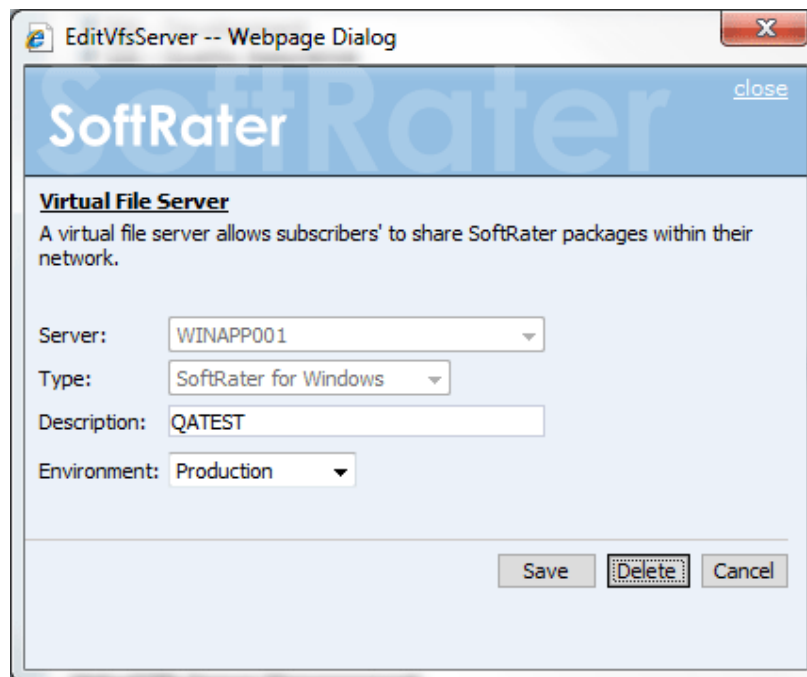 EditVfsServer -- Webpage Dialog
X
close
SoftRater
SoftRater
Virtual File Server
A virtual file server allows subscribers' to share SoftRater packages within their
network.
Server: WINAPP001
Type: SoftRater for Windows
Description: QATEST
Environment: Production
Save Delete Cancel